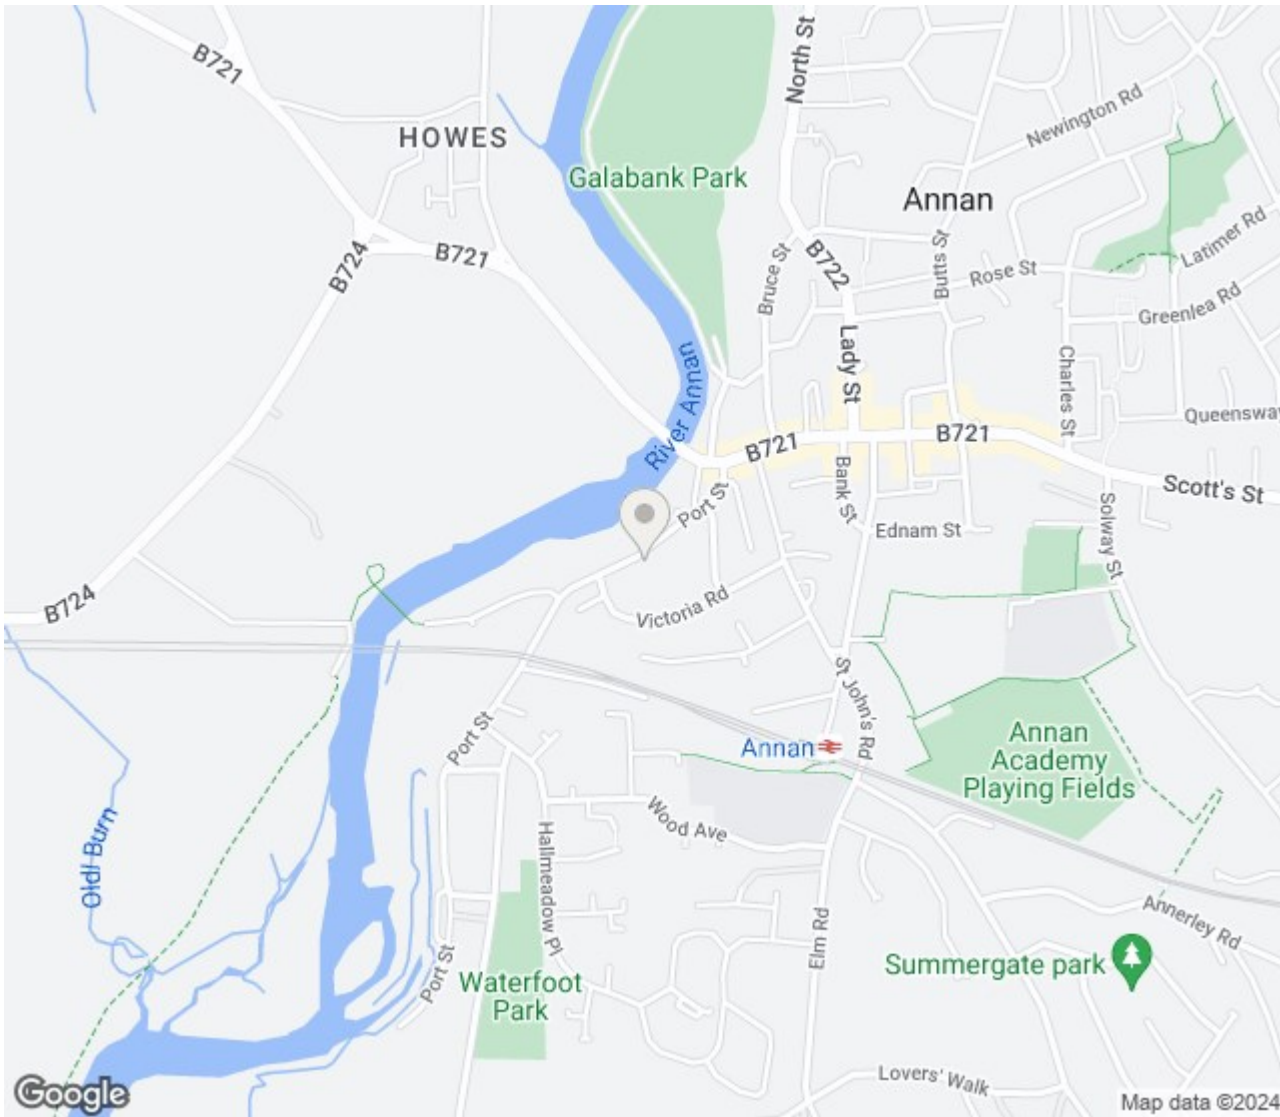 B721
HOWES
North St
Newington Rd
Galabank Park
Annan
B724
B721
Bruce St
B722
Butts St
Rose St
Latimer Rd
Greenlea Rd
River Annan
Lady St
Charles St
Queensway
B721
B721
Scott's St
Port St
Bank St
Ednam St
Solway St
B724
Victoria Rd
St John's Rd
Port St
Annan
Annan
Academy
Playing Fields
Wood Ave
Oldl Burn
Hallmeadow Pl
Elm Rd
Annerley Rd
Port St
Waterfoot
Park
Summergate park
Lovers' Walk
Google
Map data ©2024